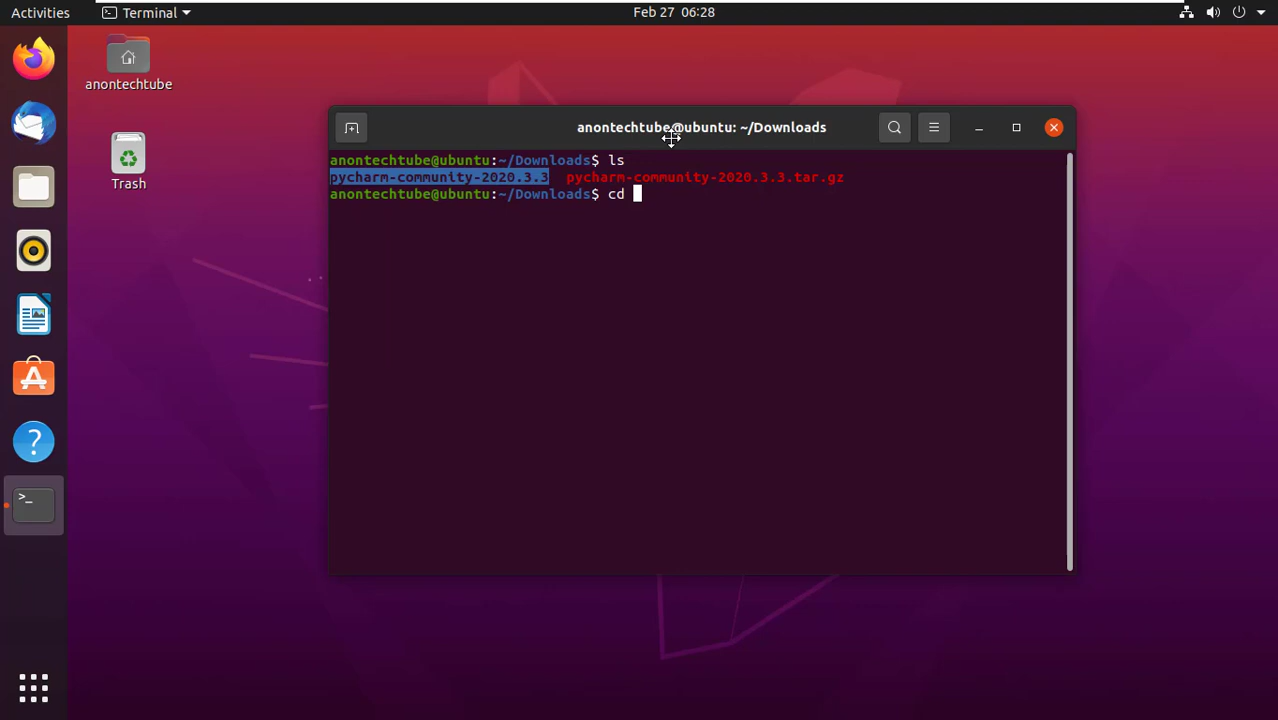 Activities
Terminal
Feb 27 06:28
anontechtube
Trash
anontechtube@ubuntu: ~/Downloads
anontechtube@ubuntu:~/Downloads$ ls
pycharm-community-2020.3.3 pycharm-community-2020.3.3.tar.gz
anontechtube@ubuntu:~/Downloads$ cd